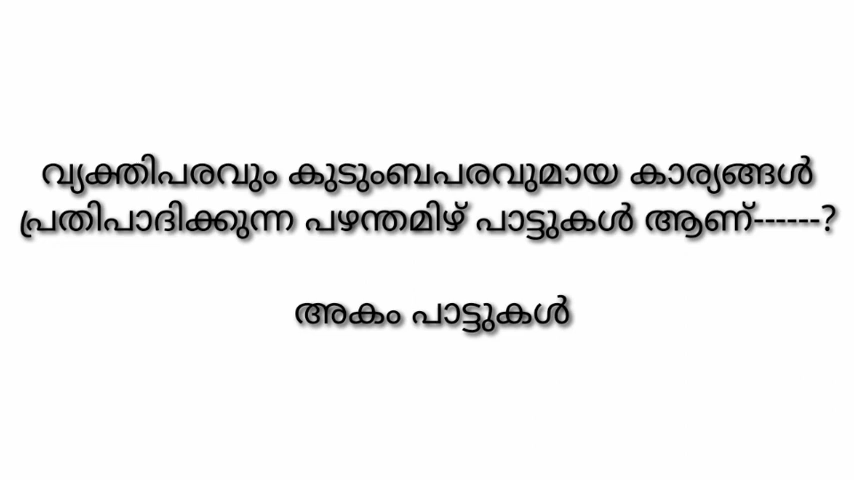 വ്യക്തിപരവും കുടുംബപരവുമായ കാര്യങ്ങൾ
പ്രതിപാദിക്കുന്ന പഴന്തമിഴ് പാട്ടുകൾ ആണ്------?
അകം പാട്ടുകൾ